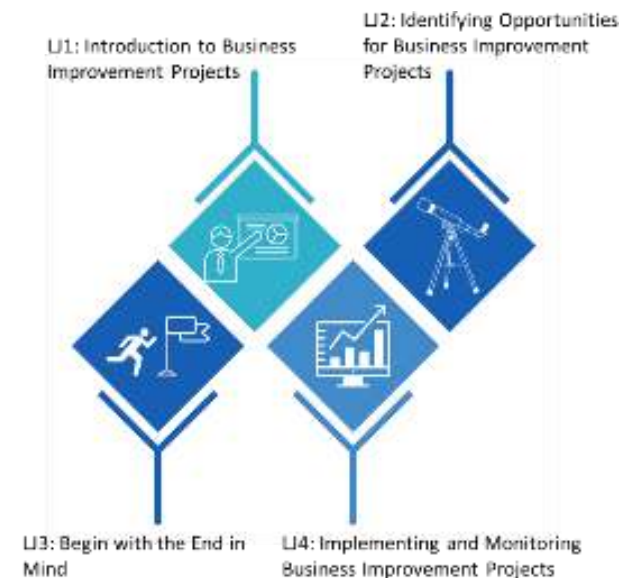 LJ2: Identifying Opportunities
for Business Improvement
Projects
LJ1: Introduction to Business
Improvement Projects
LJ3: Begin with the End in
Mind
LJ4: Implementing and Monitoring
Business Improvement Projects